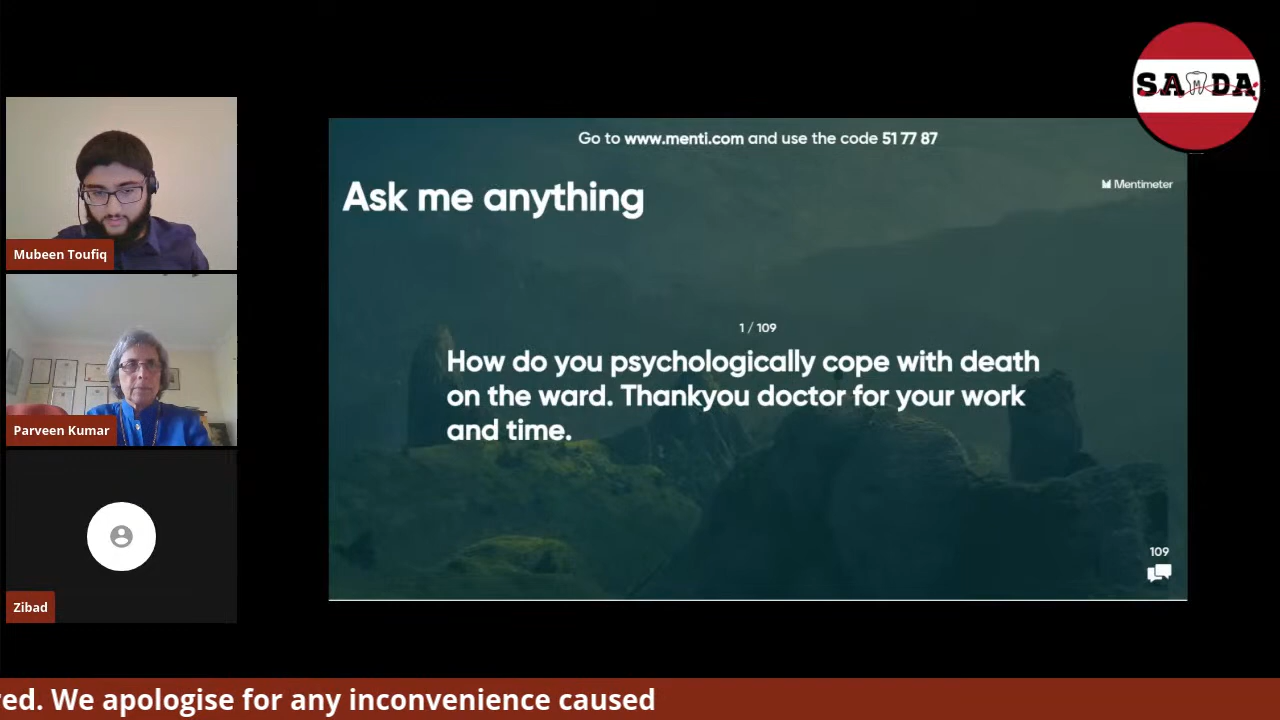 SAMDA
Go to www.menti.com and use the code 51 77 87
Mentimeter
Ask me anything
Mubeen Toufiq
1 / 109
How do you psychologically cope with death
on the ward. Thankyou doctor for your work
and time.
Parveen Kumar
109
Zibad
red. We apologise for any inconvenience caused